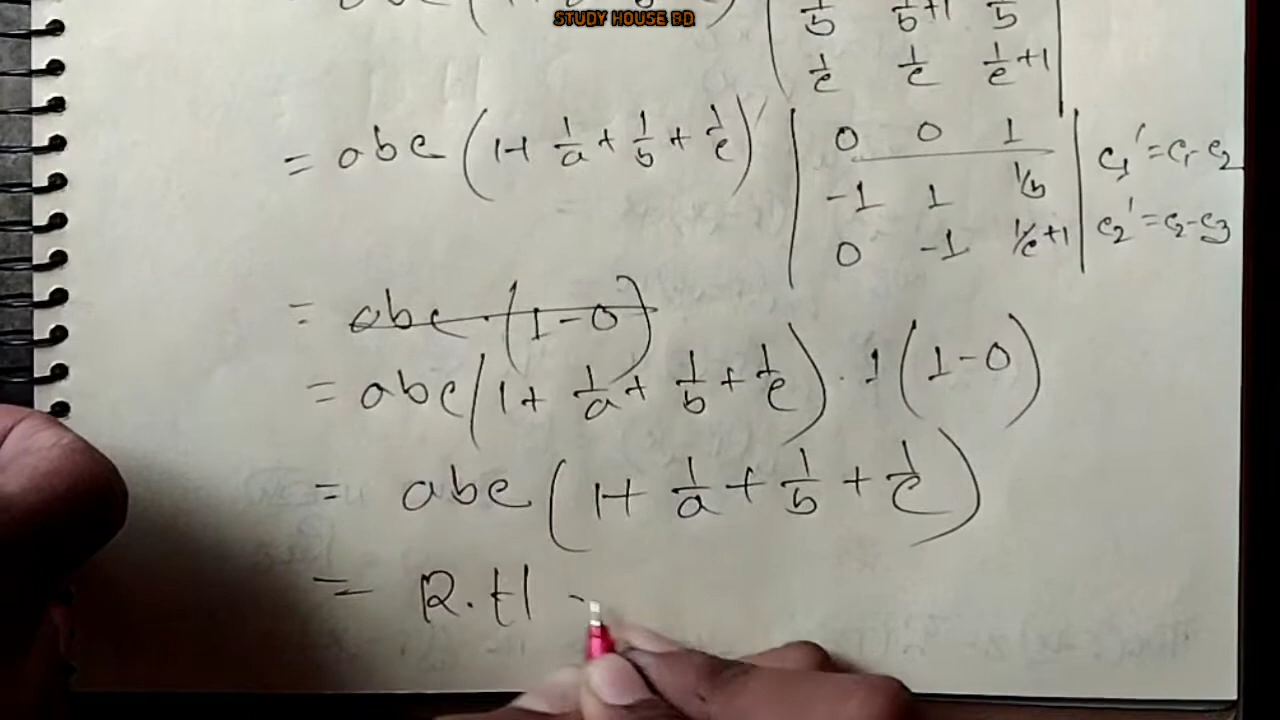 STUDY HOUSE BD
1/b 1/b+1 1/b
1/c 1/c 1/c+1
= abc (1+ 1/a + 1/b + 1/c) | 0 0 1 | c₁' = c₁-c₂
-1 1 1/b
0 -1 1/c+1 c₂' = c₂-c₃
= abc.(1-0)
= abc(1+ 1/a + 1/b + 1/c).1(1-0)
= abc (1+ 1/a + 1/b + 1/c)
= R.H